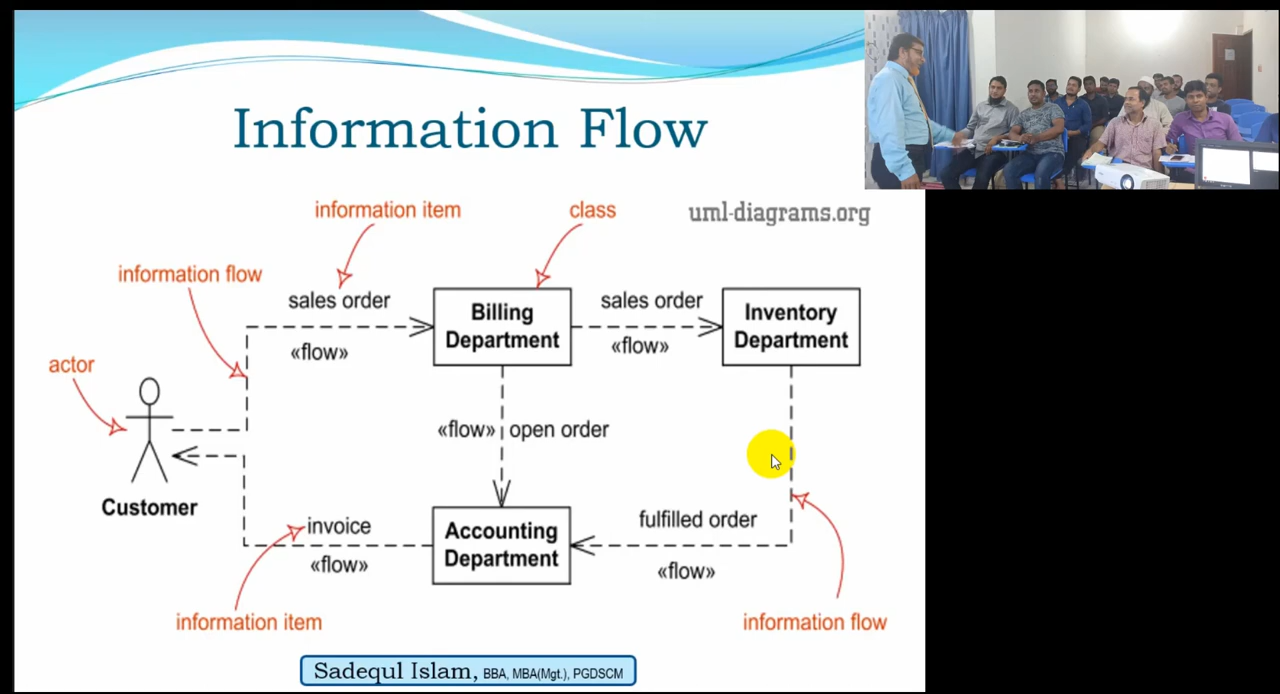 Information Flow
information item
class
uml-diagrams.org
information flow
sales order
«flow»
Billing
Department
sales order
«flow»
Inventory
Department
actor
Customer
«flow» open order
invoice
«flow»
Accounting
Department
fulfilled order
«flow»
information item
information flow
Sadequl Islam, BBA, MBA(Mgt.), PGDSCM